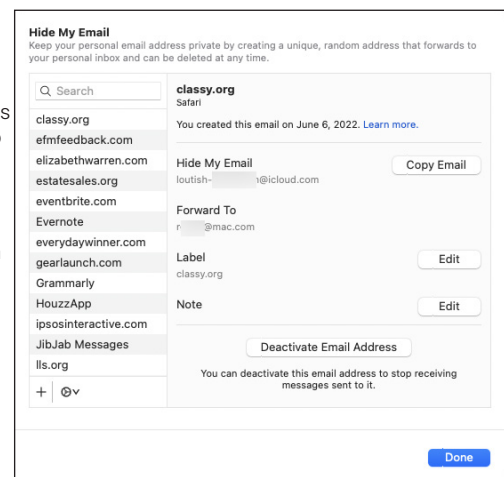 Hide My Email
Keep your personal email address private by creating a unique, random address that forwards to
your personal inbox and can be deleted at any time.
Search
classy.org
efmfeedback.com
elizabethwarren.com
estatesales.org
eventbrite.com
Evernote
everydaywinner.com
gearlaunch.com
Grammarly
HouzzApp
ipsosinteractive.com
JibJab Messages
lls.org
classy.org
Safari
You created this email on June 6, 2022. Learn more.
Hide My Email
Copy Email
loutish- @icloud.com
Forward To
@mac.com
Label
Edit
classy.org
Note
Edit
Deactivate Email Address
You can deactivate this email address to stop receiving
messages sent to it.
Done